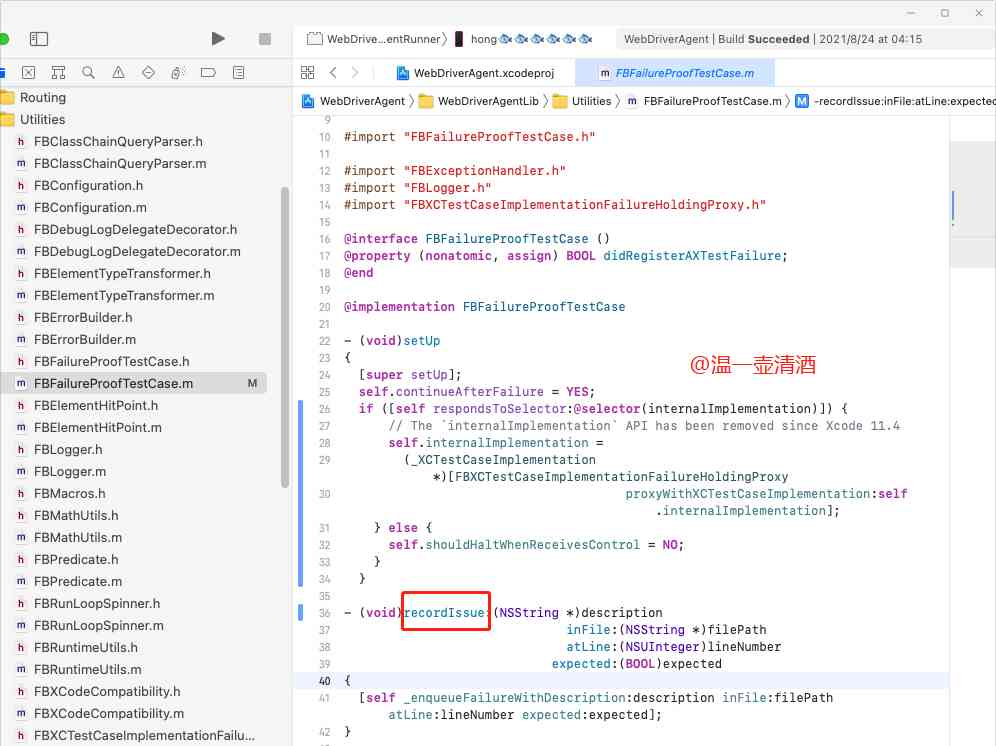 WebDrive...entRunner
hong
WebDriverAgent | Build Succeeded | 2021/8/24 at 04:15
WebDriverAgent.xcodeproj
m FBFailureProofTestCase.m
WebDriverAgent
WebDriverAgentLib
Utilities
m FBFailureProofTestCase.m
M -recordIssue:inFile:atLine:expected
Routing
Utilities
h FBClassChainQueryParser.h
m FBClassChainQueryParser.m
h FBConfiguration.h
m FBConfiguration.m
h FBDebugLogDelegateDecorator.h
m FBDebugLogDelegateDecorator.m
h FBElementTypeTransformer.h
m FBElementTypeTransformer.m
h FBErrorBuilder.h
m FBErrorBuilder.m
h FBFailureProofTestCase.h
m FBFailureProofTestCase.m M
h FBElementHitPoint.h
m FBElementHitPoint.m
h FBLogger.h
m FBLogger.m
h FBMacros.h
h FBMathUtils.h
m FBMathUtils.m
h FBPredicate.h
m FBPredicate.m
h FBRunLoopSpinner.h
m FBRunLoopSpinner.m
h FBRuntimeUtils.h
m FBRuntimeUtils.m
h FBXCodeCompatibility.h
m FBXCodeCompatibility.m
h FBXCTestCaseImplementationFailu...
9
10 #import "FBFailureProofTestCase.h"
11
12 #import "FBExceptionHandler.h"
13 #import "FBLogger.h"
14 #import "FBXCTestCaseImplementationFailureHoldingProxy.h"
15
16 @interface FBFailureProofTestCase ()
17 @property (nonatomic, assign) BOOL didRegisterAXTestFailure;
18 @end
19
20 @implementation FBFailureProofTestCase
21
22 - (void)setUp
23 {
24 [super setUp];
25 self.continueAfterFailure = YES;
26 if ([self respondsToSelector:@selector(internalImplementation)]) {
27 // The `internalImplementation` API has been removed since Xcode 11.4
28 self.internalImplementation =
29 (_XCTestCaseImplementation
*)[FBXCTestCaseImplementationFailureHoldingProxy
30 proxyWithXCTestCaseImplementation:self
.internalImplementation];
31 } else {
32 self.shouldHaltWhenReceivesControl = NO;
33 }
34 }
35
36 - (void)recordIssue:(NSString *)description
37 inFile:(NSString *)filePath
38 atLine:(NSUInteger)lineNumber
39 expected:(BOOL)expected
40 {
41 [self _enqueueFailureWithDescription:description inFile:filePath
atLine:lineNumber expected:expected];
42 }
@温一壶清酒